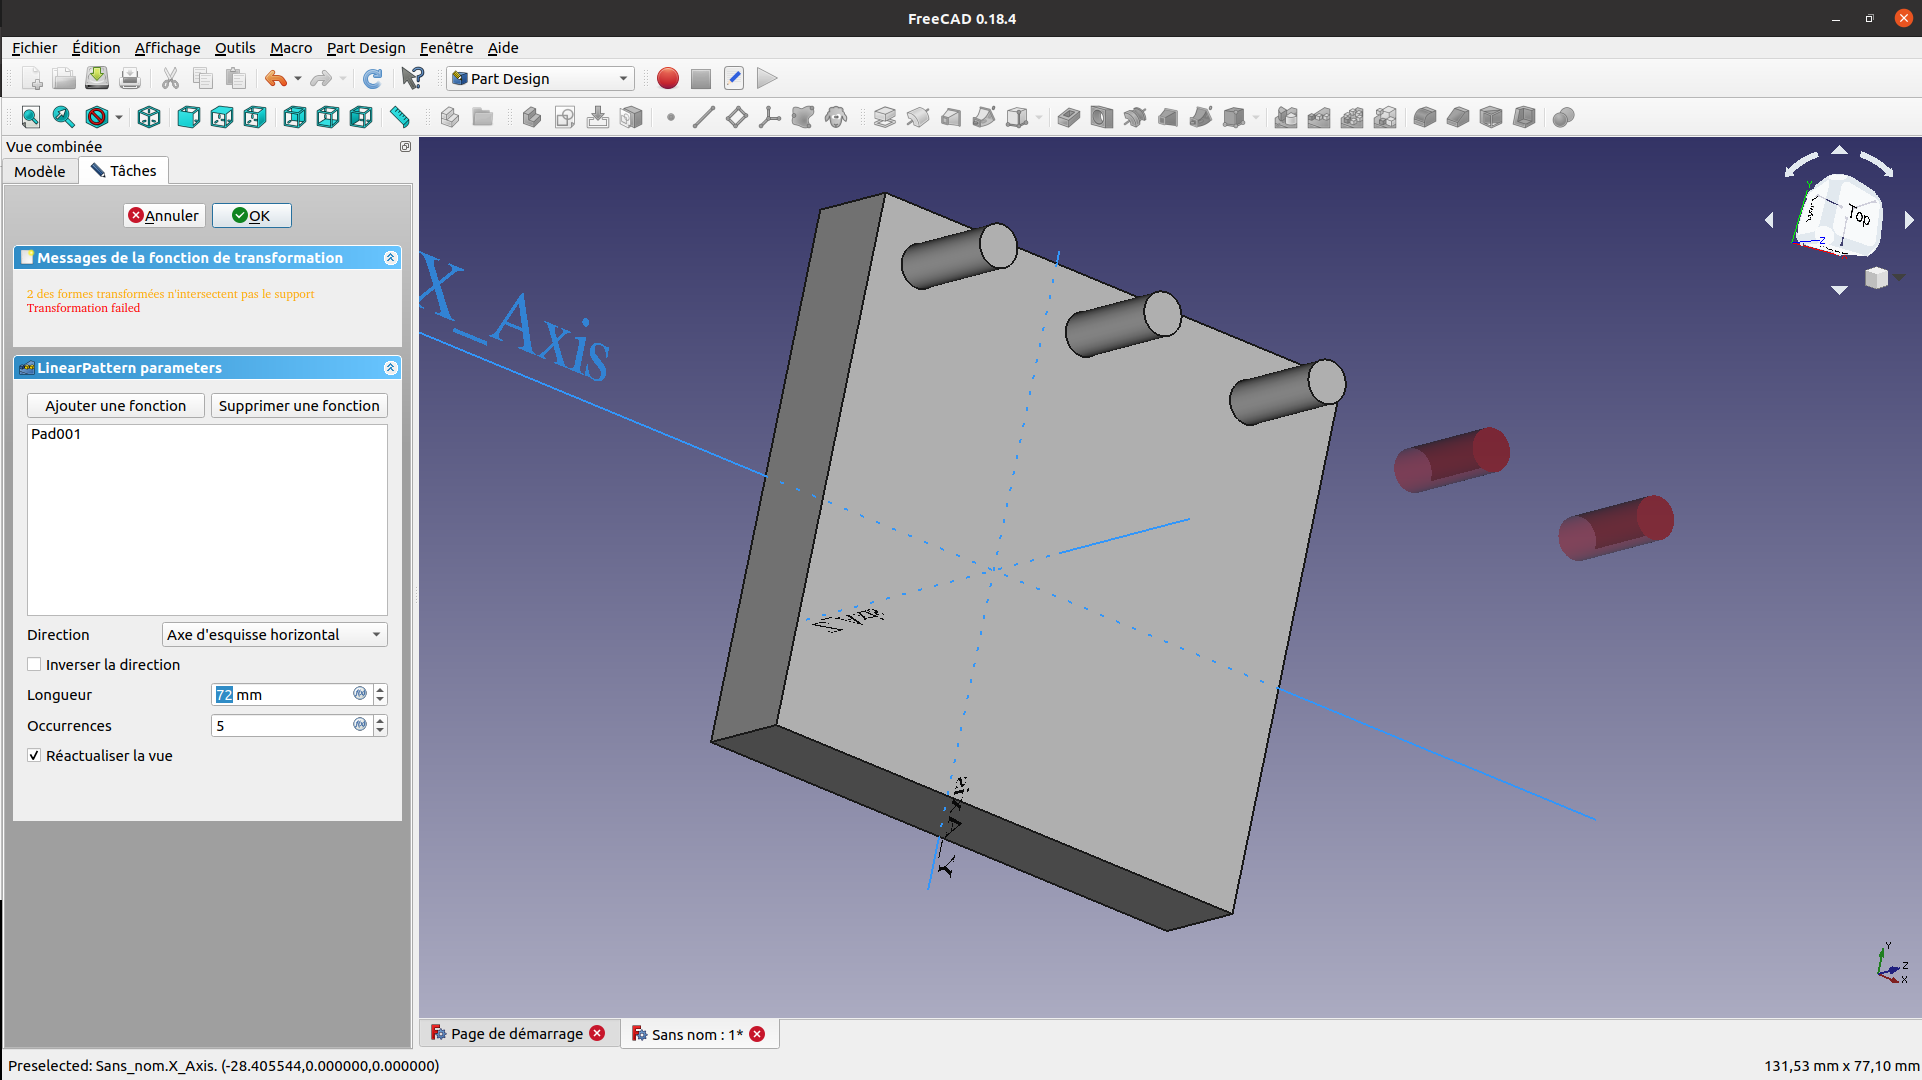 FreeCAD 0.18.4
Fichier Édition Affichage Outils Macro Part Design Fenêtre Aide
Part Design
Vue combinée
Modèle Tâches
Annuler OK
Messages de la fonction de transformation
2 des formes transformées n'intersectent pas le support
Transformation failed
LinearPattern parameters
Ajouter une fonction Supprimer une fonction
Pad001
Direction Axe d'esquisse horizontal
Inverser la direction
Longueur 72 mm
Occurrences 5
Réactualiser la vue
X_Axis
Top
Y
Z
Y
Z
X
Page de démarrage Sans nom : 1*
Preselected: Sans_nom.X_Axis. (-28.405544,0.000000,0.000000) 131,53 mm x 77,10 mm